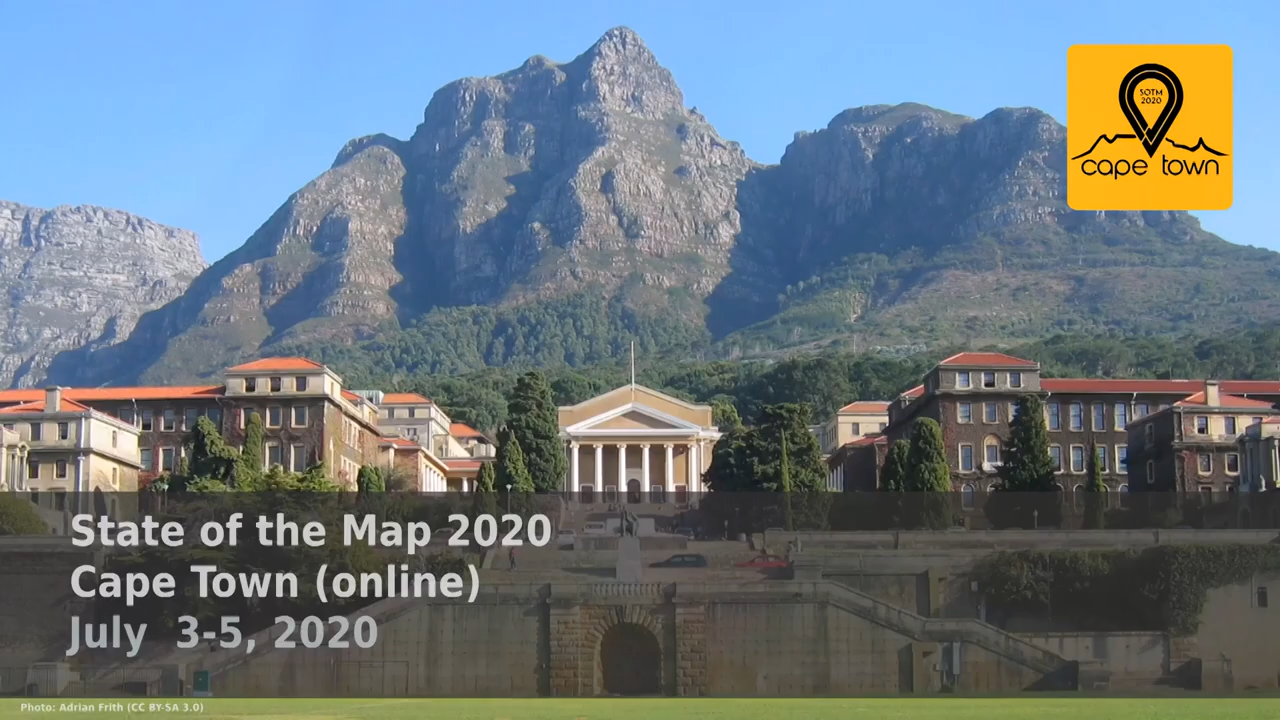 SOTM
2020
cape town
State of the Map 2020
Cape Town (online)
July 3-5, 2020
Photo: Adrian Frith (CC BY-SA 3.0)